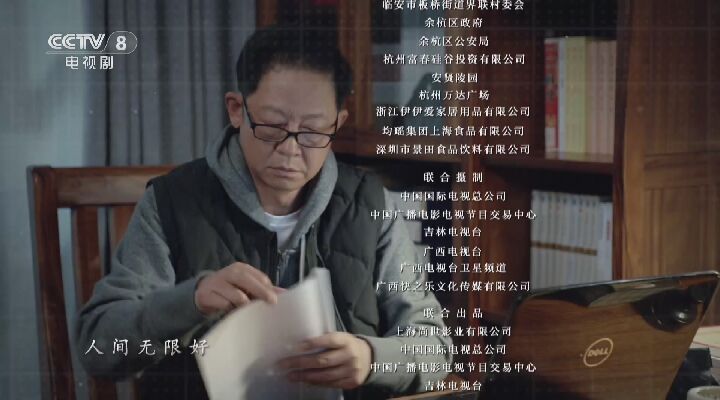 CCTV 8
电视剧
临安市板桥街道界联村委会
余杭区政府
余杭区公安局
杭州富春硅谷投资有限公司
安贤陵园
杭州万达广场
浙江伊伊爱家居用品有限公司
均瑶集团上海食品有限公司
深圳市景田食品饮料有限公司
联合摄制
中国国际电视总公司
中国广播电影电视节目交易中心
吉林电视台
广西电视台
广西电视台卫星频道
广西快之乐文化传媒有限公司
联合出品
上海尚世影业有限公司
中国国际电视总公司
中国广播电影电视节目交易中心
吉林电视台
人间无限好
DELL